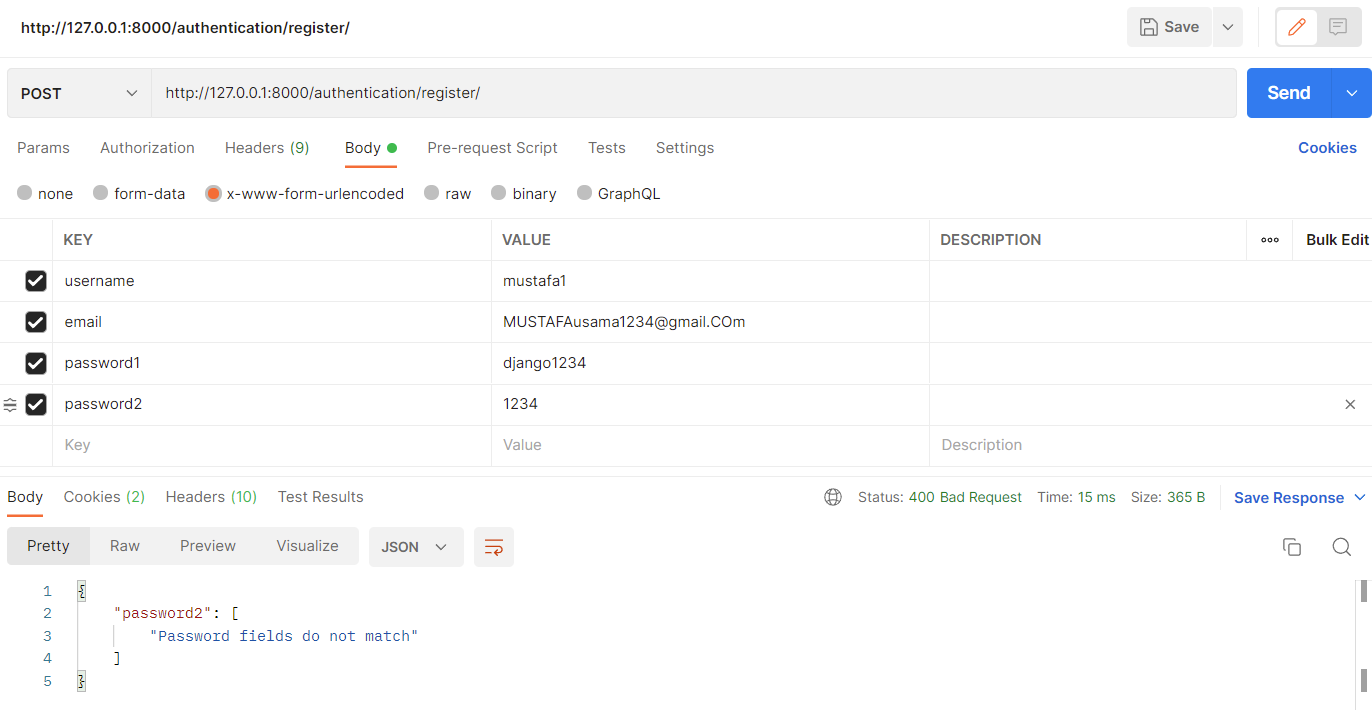 http://127.0.0.1:8000/authentication/register/ Save
POST http://127.0.0.1:8000/authentication/register/ Send
Params Authorization Headers (9) Body Pre-request Script Tests Settings Cookies
none form-data x-www-form-urlencoded raw binary GraphQL
KEY VALUE DESCRIPTION Bulk Edit
username mustafa1
email MUSTAFAusama1234@gmail.COm
password1 django1234
password2 1234
Key Value Description
Body Cookies (2) Headers (10) Test Results Status: 400 Bad Request Time: 15 ms Size: 365 B Save Response
Pretty Raw Preview Visualize JSON
1 {
2 "password2": [
3 "Password fields do not match"
4 ]
5 }